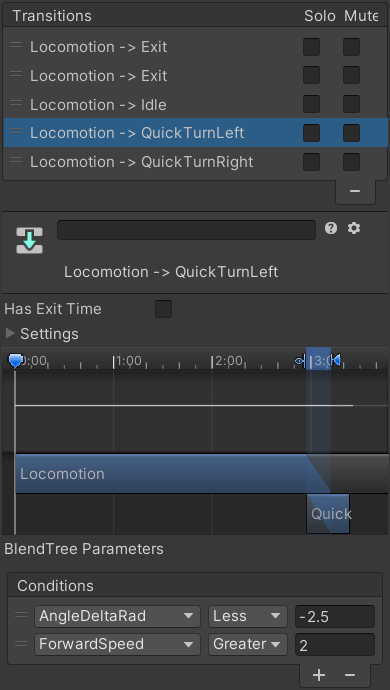 Transitions Solo Mute
Locomotion -> Exit
Locomotion -> Exit
Locomotion -> Idle
Locomotion -> QuickTurnLeft
Locomotion -> QuickTurnRight
Locomotion -> QuickTurnLeft
Has Exit Time
Settings
0:00 1:00 2:00 3:0
Locomotion
Quick
BlendTree Parameters
Conditions
AngleDeltaRad Less -2.5
ForwardSpeed Greater 2